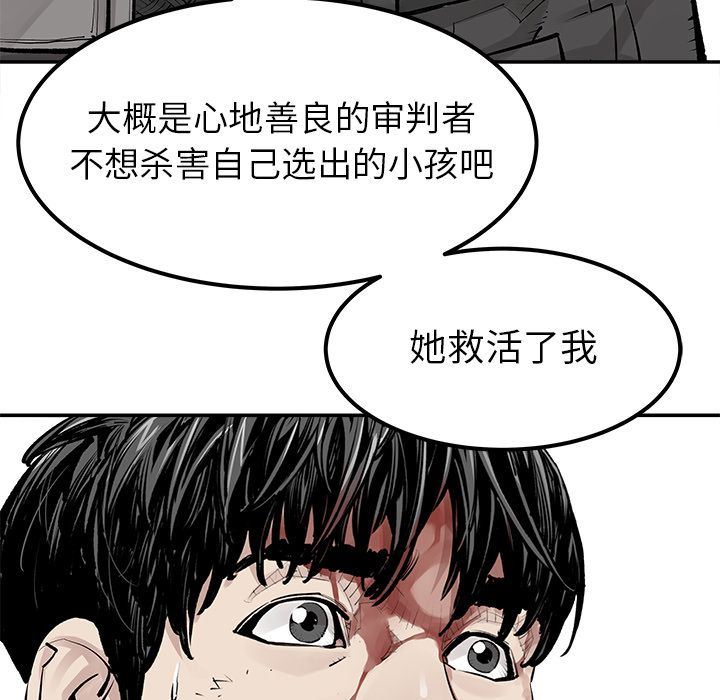 大概是心地善良的审判者
不想杀害自己选出的小孩吧
她救活了我